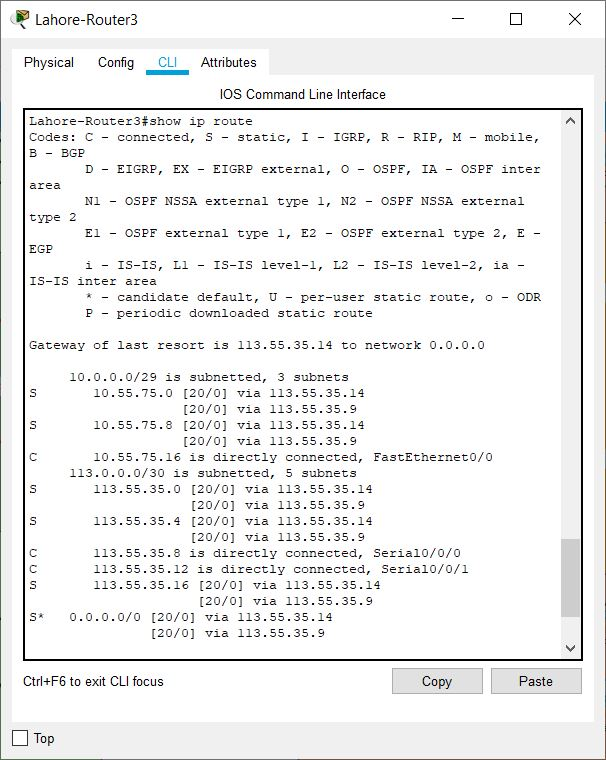 Lahore-Router3
Physical Config CLI Attributes
IOS Command Line Interface
Lahore-Router3#show ip route
Codes: C - connected, S - static, I - IGRP, R - RIP, M - mobile,
B - BGP
       D - EIGRP, EX - EIGRP external, O - OSPF, IA - OSPF inter
area
       N1 - OSPF NSSA external type 1, N2 - OSPF NSSA external
type 2
       E1 - OSPF external type 1, E2 - OSPF external type 2, E -
EGP
       i - IS-IS, L1 - IS-IS level-1, L2 - IS-IS level-2, ia -
IS-IS inter area
       * - candidate default, U - per-user static route, o - ODR
       P - periodic downloaded static route

Gateway of last resort is 113.55.35.14 to network 0.0.0.0

     10.0.0.0/29 is subnetted, 3 subnets
S       10.55.75.0 [20/0] via 113.55.35.14
                   [20/0] via 113.55.35.9
S       10.55.75.8 [20/0] via 113.55.35.14
                   [20/0] via 113.55.35.9
C       10.55.75.16 is directly connected, FastEthernet0/0
     113.0.0.0/30 is subnetted, 5 subnets
S       113.55.35.0 [20/0] via 113.55.35.14
                    [20/0] via 113.55.35.9
S       113.55.35.4 [20/0] via 113.55.35.14
                    [20/0] via 113.55.35.9
C       113.55.35.8 is directly connected, Serial0/0/0
C       113.55.35.12 is directly connected, Serial0/0/1
S       113.55.35.16 [20/0] via 113.55.35.14
                     [20/0] via 113.55.35.9
S*   0.0.0.0/0 [20/0] via 113.55.35.14
               [20/0] via 113.55.35.9
Ctrl+F6 to exit CLI focus Copy Paste
Top